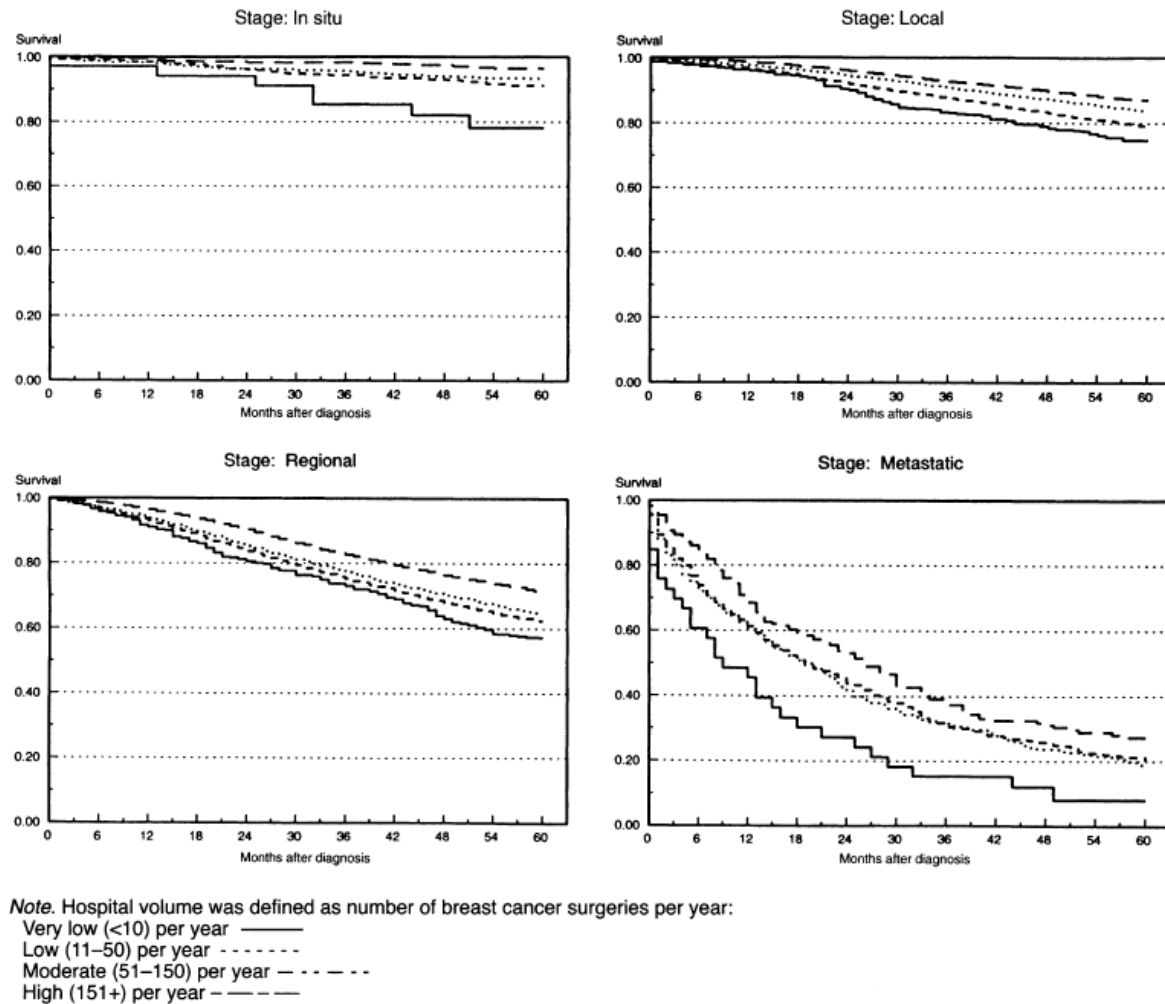 Stage: In situ
Survival
1.00
0.80
0.60
0.40
0.20
0.00
0 6 12 18 24 30 36 42 48 54 60
Months after diagnosis
Stage: Local
Survival
1.00
0.80
0.60
0.40
0.20
0.00
0 6 12 18 24 30 36 42 48 54 60
Months after diagnosis
Stage: Regional
Survival
1.00
0.80
0.60
0.40
0.20
0.00
0 6 12 18 24 30 36 42 48 54 60
Months after diagnosis
Stage: Metastatic
Survival
1.00
0.80
0.60
0.40
0.20
0.00
0 6 12 18 24 30 36 42 48 54 60
Months after diagnosis
Note. Hospital volume was defined as number of breast cancer surgeries per year:
Very low (<10) per year
Low (11–50) per year
Moderate (51–150) per year
High (151+) per year